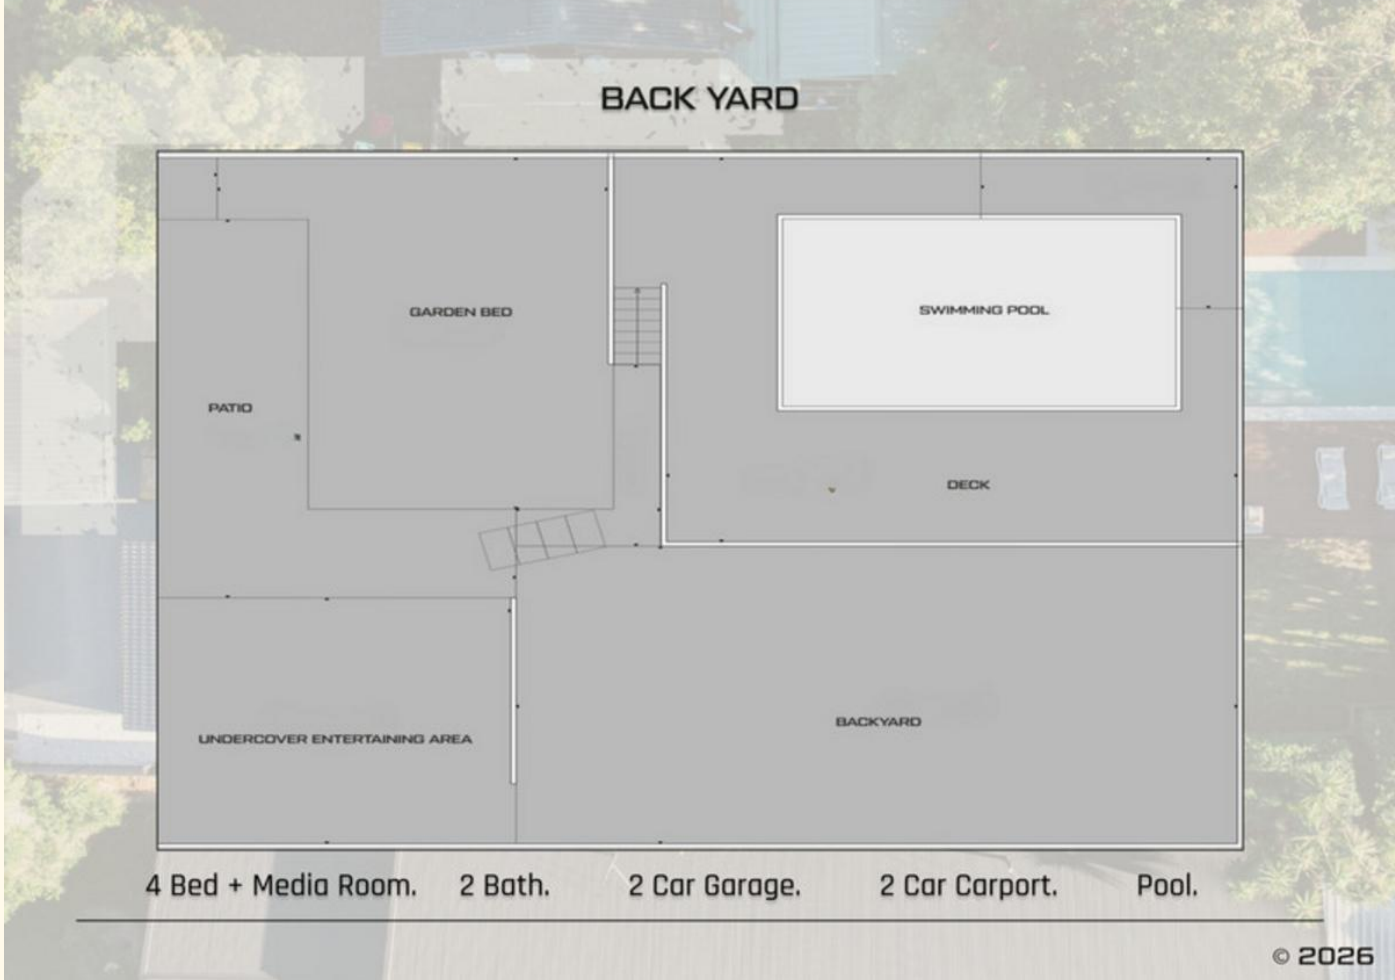 BACK YARD
GARDEN BED
SWIMMING POOL
PATIO
DECK
BACKYARD
UNDERCOVER ENTERTAINING AREA
4 Bed + Media Room. 2 Bath. 2 Car Garage. 2 Car Carport. Pool.
© 2026